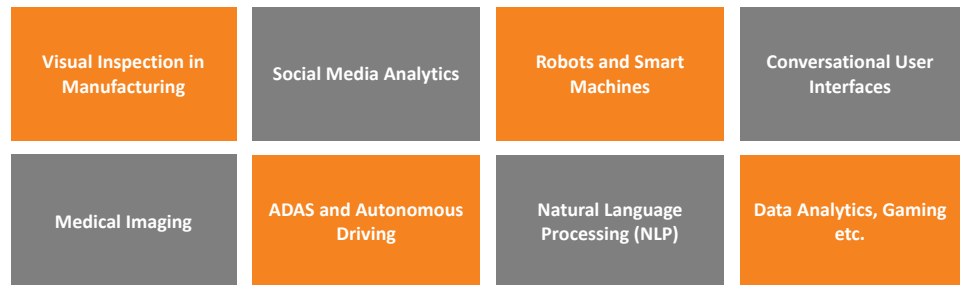 Visual Inspection in
Manufacturing
Social Media Analytics
Robots and Smart
Machines
Conversational User
Interfaces
Medical Imaging
ADAS and Autonomous
Driving
Natural Language
Processing (NLP)
Data Analytics, Gaming
etc.